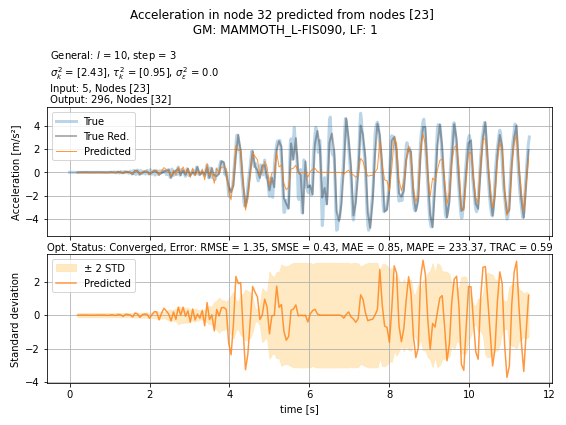 Acceleration in node 32 predicted from nodes [23]
GM: MAMMOTH_L-FIS090, LF: 1
General: l = 10, step = 3
σ²ₖ = [2.43], τ²ₖ = [0.95], σ²ε = 0.0
Input: 5, Nodes [23]
Output: 296, Nodes [32]
True
True Red.
Predicted
Acceleration [m/s²]
4
2
0
−2
−4
Opt. Status: Converged, Error: RMSE = 1.35, SMSE = 0.43, MAE = 0.85, MAPE = 233.37, TRAC = 0.59
± 2 STD
Predicted
Standard deviation
2
0
−2
−4
0 2 4 6 8 10 12
time [s]